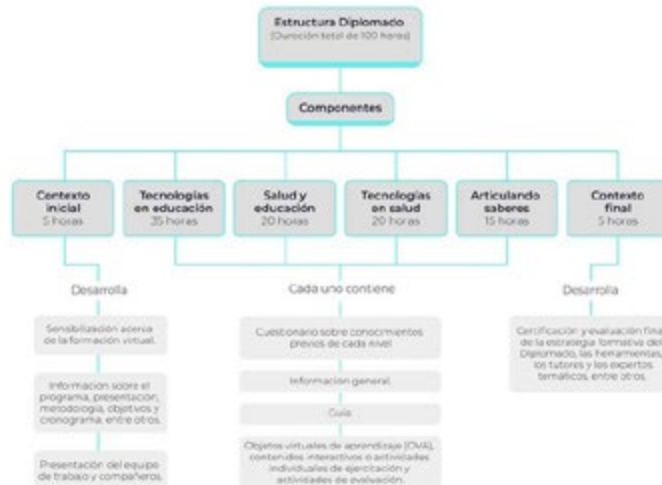 Estructura Diplomado
(Duración total de 100 horas)
Componentes
Contexto
inicial
5 horas
Tecnologías
en educación
35 horas
Salud y
educación
20 horas
Tecnologías
en salud
20 horas
Articulando
saberes
15 horas
Contexto
final
5 horas
Desarrolla
Sensibilización acerca
de la formación virtual.
Información sobre el
programa, presentación,
metodología, objetivos y
cronograma, entre otros.
Presentación del equipo
de trabajo y compañeros.
Cada uno contiene
Cuestionario sobre conocimientos
previos de cada nivel
Información general.
Guía
Objetos virtuales de aprendizaje (OVA),
contenidos interactivos o actividades
individuales de ejercitación y
actividades de evaluación.
Desarrolla
Certificación y evaluación final
de la estrategia formativa del
Diplomado, las herramientas,
los tutores y los expertos
temáticos, entre otros.